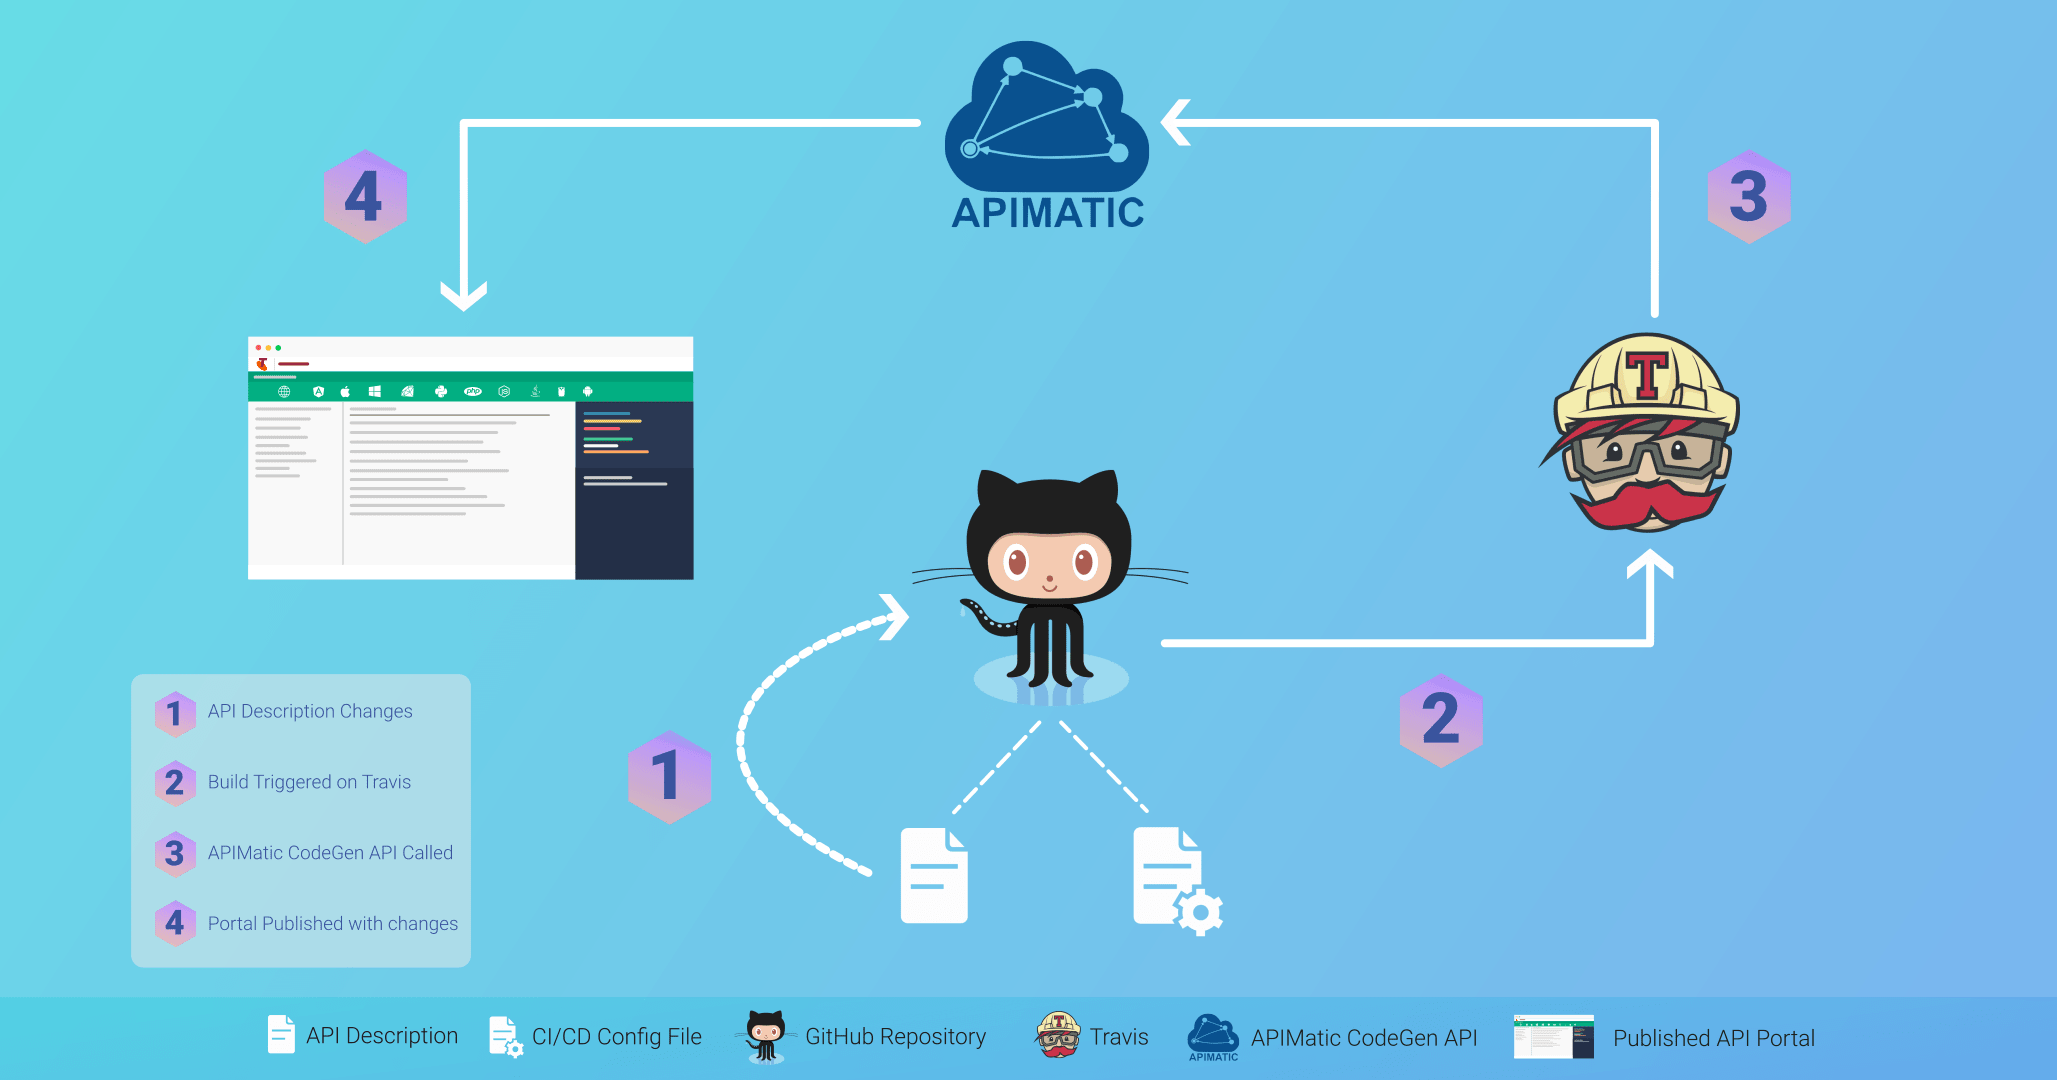 APIMATIC
4
3
T
php
JS
T
2
1
1 API Description Changes
2 Build Triggered on Travis
3 APIMatic CodeGen API Called
4 Portal Published with changes
API Description
CI/CD Config File
GitHub Repository
T
Travis
APIMATIC
APIMatic CodeGen API
Published API Portal